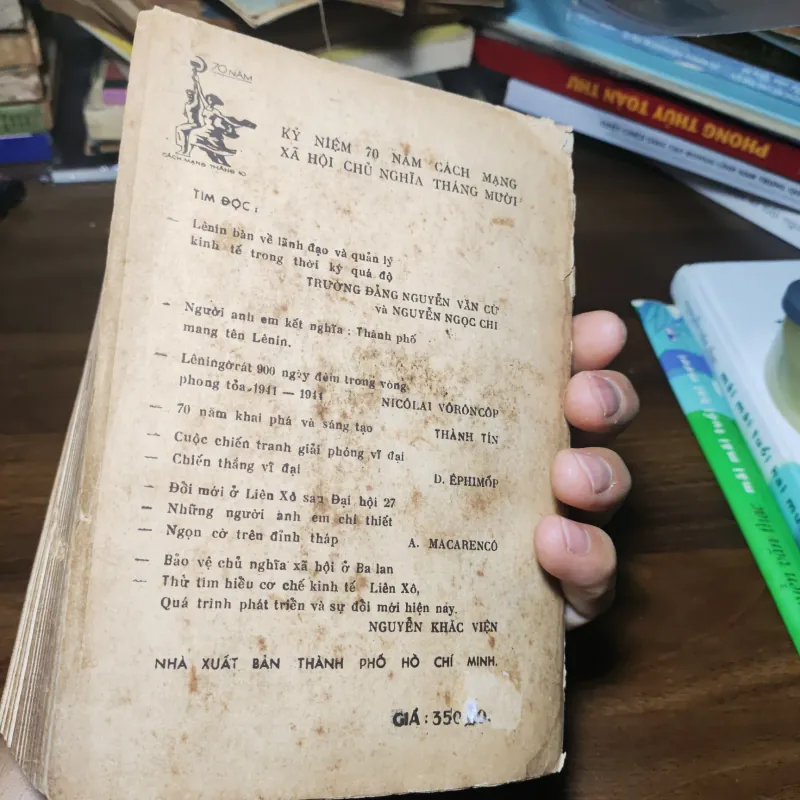 70 NĂM
CÁCH MẠNG THÁNG 10
KỶ NIỆM 70 NĂM CÁCH MẠNG
XÃ HỘI CHỦ NGHĨA THÁNG MƯỜI
TÌM ĐỌC :
— Lênin bàn về lãnh đạo và quản lý
kinh tế trong thời kỳ quá độ
TRƯỜNG ĐẢNG NGUYỄN VĂN CỪ
và NGUYỄN NGỌC CHI
— Người anh em kết nghĩa : Thành phố
mang tên Lênin.
— Lêningơrát 900 ngày đêm trong vòng
phong tỏa 1941 — 1944
NICÔLAI VÔRÔNCỐP
— 70 năm khai phá và sáng tạo
THÀNH TÍN
— Cuộc chiến tranh giải phóng vĩ đại
— Chiến thắng vĩ đại
D. ÉPHIMỐP
— Đổi mới ở Liên Xô sau Đại hội 27
— Những người anh em chí thiết
— Ngọn cờ trên đỉnh tháp
A. MACARENCÔ
— Bảo vệ chủ nghĩa xã hội ở Ba lan
— Thử tìm hiểu cơ chế kinh tế Liên Xô,
Quá trình phát triển và sự đổi mới hiện nay.
NGUYỄN KHẮC VIỆN
NHÀ XUẤT BẢN THÀNH PHỐ HỒ CHÍ MINH.
GIÁ : 350
PHONG THỦY TOÀN THƯ